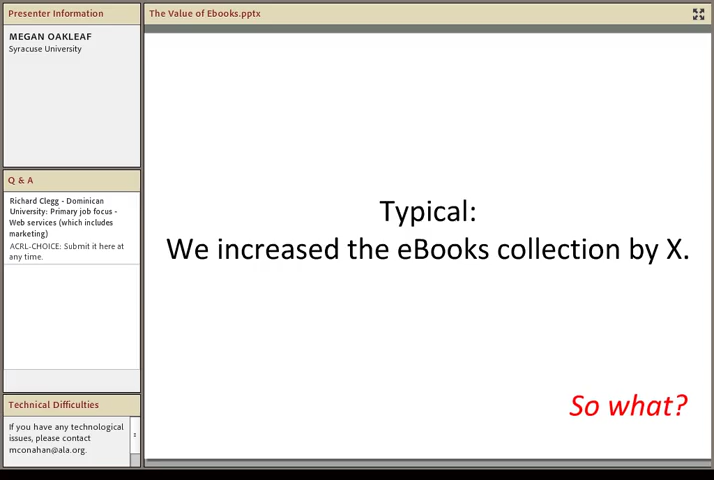 Presenter Information
MEGAN OAKLEAF
Syracuse University
Q & A
Richard Clegg - Dominican
University: Primary job focus -
Web services (which includes
marketing)
ACRL-CHOICE: Submit it here at
any time.
Technical Difficulties
If you have any technological
issues, please contact
mconahan@ala.org.
The Value of Ebooks.pptx
Typical:
We increased the eBooks collection by X.
So what?